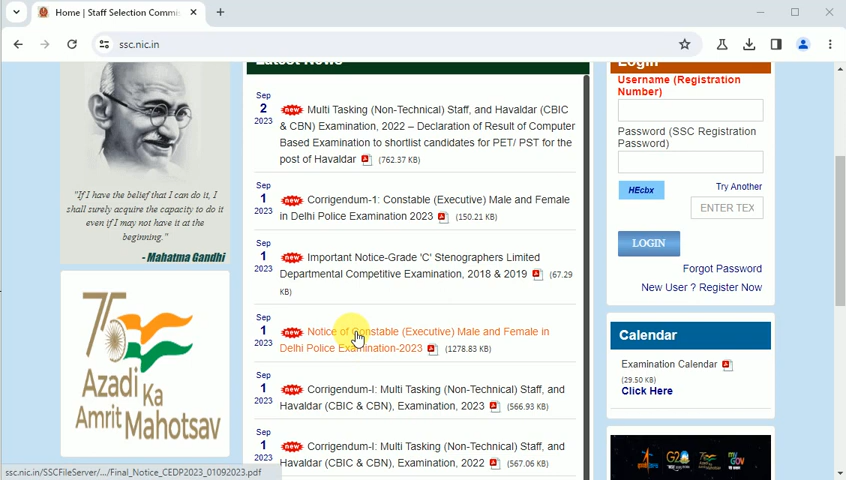 Home | Staff Selection Commis
ssc.nic.in
"If I have the belief that I can do it, I
shall surely acquire the capacity to do it
even if I may not have it at the
beginning."
- Mahatma Gandhi
75
Azadi
Ka
Amrit
Mahotsav
Latest News
Sep
2
2023
new Multi Tasking (Non-Technical) Staff, and Havaldar (CBIC
& CBN) Examination, 2022 – Declaration of Result of Computer
Based Examination to shortlist candidates for PET/ PST for the
post of Havaldar (762.37 KB)
Sep
1
2023
new Corrigendum-1: Constable (Executive) Male and Female
in Delhi Police Examination 2023 (150.21 KB)
Sep
1
2023
new Important Notice-Grade 'C' Stenographers Limited
Departmental Competitive Examination, 2018 & 2019 (67.29
KB)
Sep
1
2023
new Notice of Constable (Executive) Male and Female in
Delhi Police Examination-2023 (1278.83 KB)
Sep
1
2023
new Corrigendum-I: Multi Tasking (Non-Technical) Staff, and
Havaldar (CBIC & CBN), Examination, 2023 (566.93 KB)
Sep
1
2023
new Corrigendum-I: Multi Tasking (Non-Technical) Staff, and
Havaldar (CBIC & CBN), Examination, 2022 (567.06 KB)
Login
Username (Registration
Number)
Password (SSC Registration
Password)
HEcbx
Try Another
ENTER TEX
LOGIN
Forgot Password
New User ? Register Now
Calendar
Examination Calendar
(29.50 KB)
Click Here
G20
my
GOV
ssc.nic.in/SSCFileServer/.../Final_Notice_CEDP2023_01092023.pdf